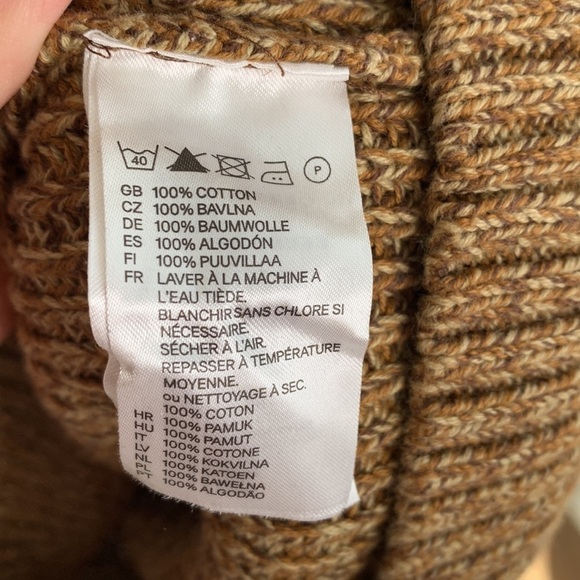 40 P
GB 100% COTTON
CZ 100% BAVLNA
DE 100% BAUMWOLLE
ES 100% ALGODÓN
FI 100% PUUVILLAA
FR LAVER À LA MACHINE À
L'EAU TIÈDE.
BLANCHIR SANS CHLORE SI
NÉCESSAIRE.
SÉCHER À L'AIR.
REPASSER À TEMPÉRATURE
MOYENNE.
ou NETTOYAGE À SEC.
100% COTON
HR 100% PAMUK
HU 100% PAMUT
IT 100% COTONE
LV 100% KOKVILNA
NL 100% KATOEN
PL 100% BAWEŁNA
PT 100% ALGODÃO